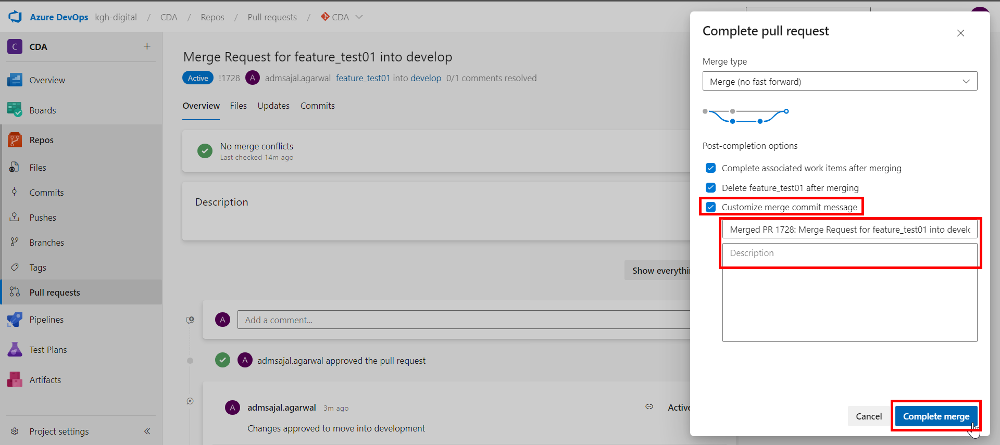 Azure DevOps kgh-digital / CDA / Repos / Pull requests / CDA
C CDA +
Overview
Boards
Repos
Files
Commits
Pushes
Branches
Tags
Pull requests
Pipelines
Test Plans
Artifacts
Project settings
Merge Request for feature_test01 into develop
Active !1728 A admsajal.agarwal feature_test01 into develop 0/1 comments resolved
Overview Files Updates Commits
No merge conflicts
Last checked 14m ago
Description
Show everythin
A Add a comment...
A admsajal.agarwal approved the pull request
A admsajal.agarwal 3m ago Active
Changes approved to move into development
Complete pull request
Merge type
Merge (no fast forward)
Post-completion options
Complete associated work items after merging
Delete feature_test01 after merging
Customize merge commit message
Merged PR 1728: Merge Request for feature_test01 into develo
Description
Cancel Complete merge